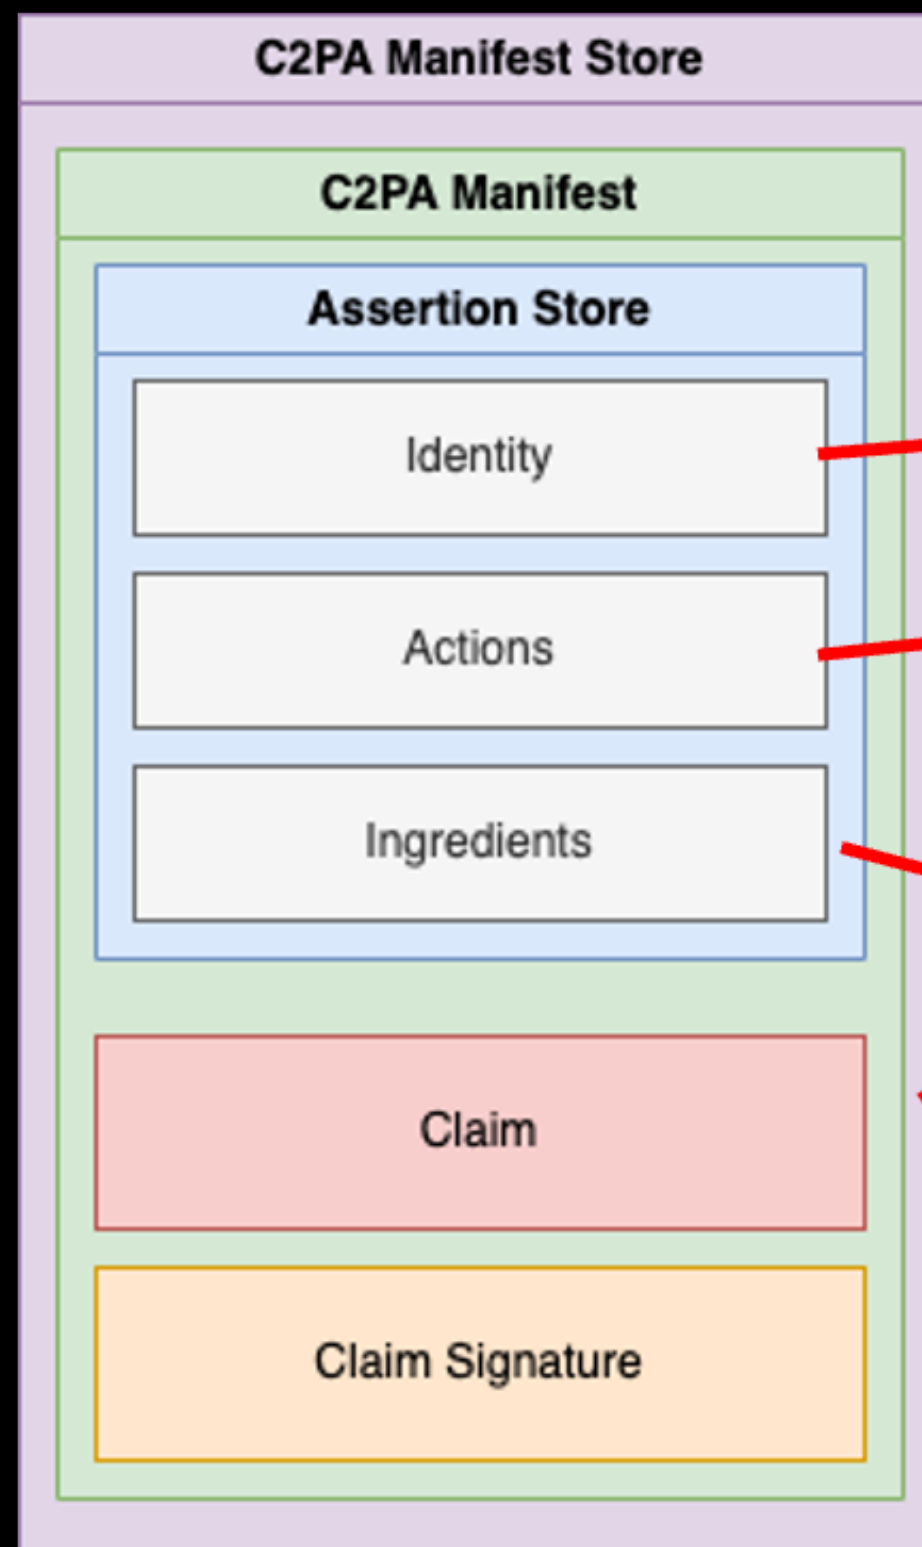 C2PA Manifest Store
C2PA Manifest
Assertion Store
Identity
Actions
Ingredients
Claim
Claim Signature